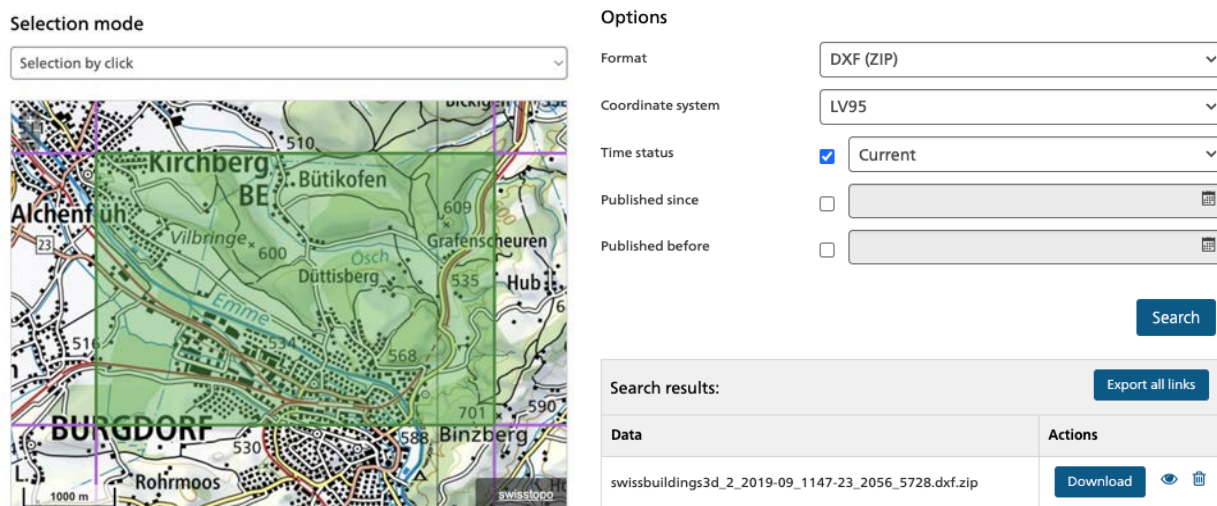 Selection mode
Selection by click
Bickigen
511
510
Kirchberg
BE
Bütikofen
Alchenflüh
609
600
Vilbringe
600
Grafenscheuren
23
Ösch
Düttisberg
535
Hub
Emme
516
534
568
701
590
BURGDORF
530
588
Binzberg
Rohrmoos
1000 m
swisstopo
Options
Format
DXF (ZIP)
Coordinate system
LV95
Time status
Current
Published since
Published before
Search
Search results:
Export all links
Data
Actions
swissbuildings3d_2_2019-09_1147-23_2056_5728.dxf.zip
Download